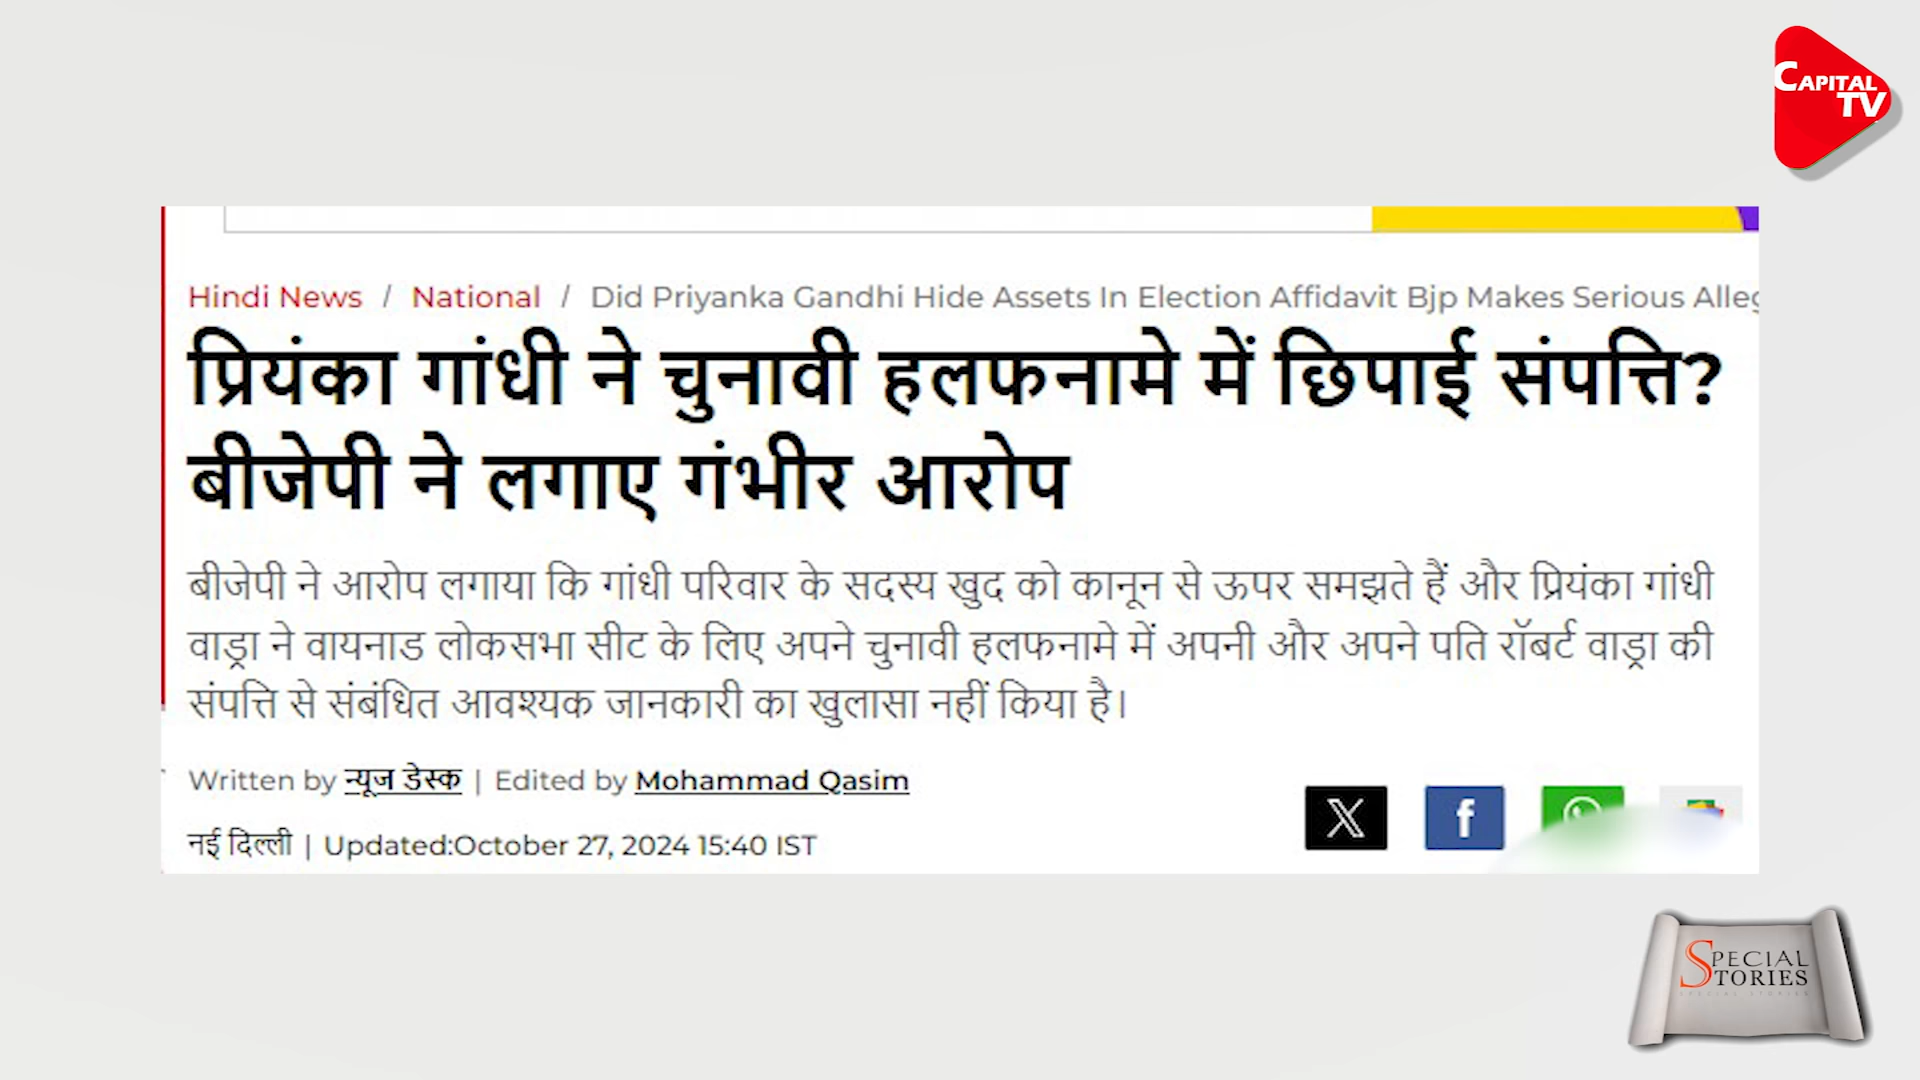 CAPITAL
TV
Hindi News / National / Did Priyanka Gandhi Hide Assets In Election Affidavit Bjp Makes Serious
प्रियंका गांधी ने चुनावी हलफनामे में छिपाई संपत्ति?
बीजेपी ने लगाए गंभीर आरोप
बीजेपी ने आरोप लगाया कि गांधी परिवार के सदस्य खुद को कानून से ऊपर समझते हैं और प्रियंका गांधी
वाड्रा ने वायनाड लोकसभा सीट के लिए अपने चुनावी हलफनामे में अपनी और अपने पति रॉबर्ट वाड्रा की
संपत्ति से संबंधित आवश्यक जानकारी का खुलासा नहीं किया है।
Written by न्यूज डेस्क | Edited by Mohammad Qasim
नई दिल्ली | Updated:October 27, 2024 15:40 IST
SPECIAL
STORIES